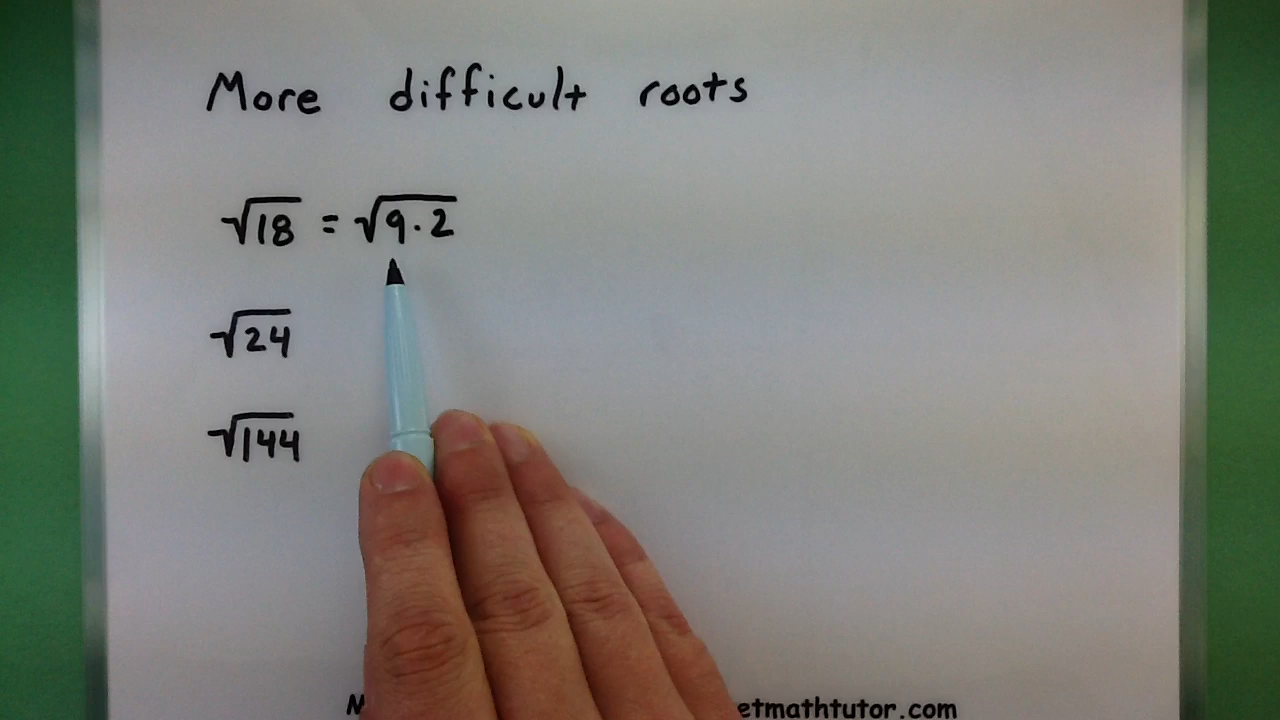 More difficult roots
√18 = √9·2
√24
√144
etmathtutor.com